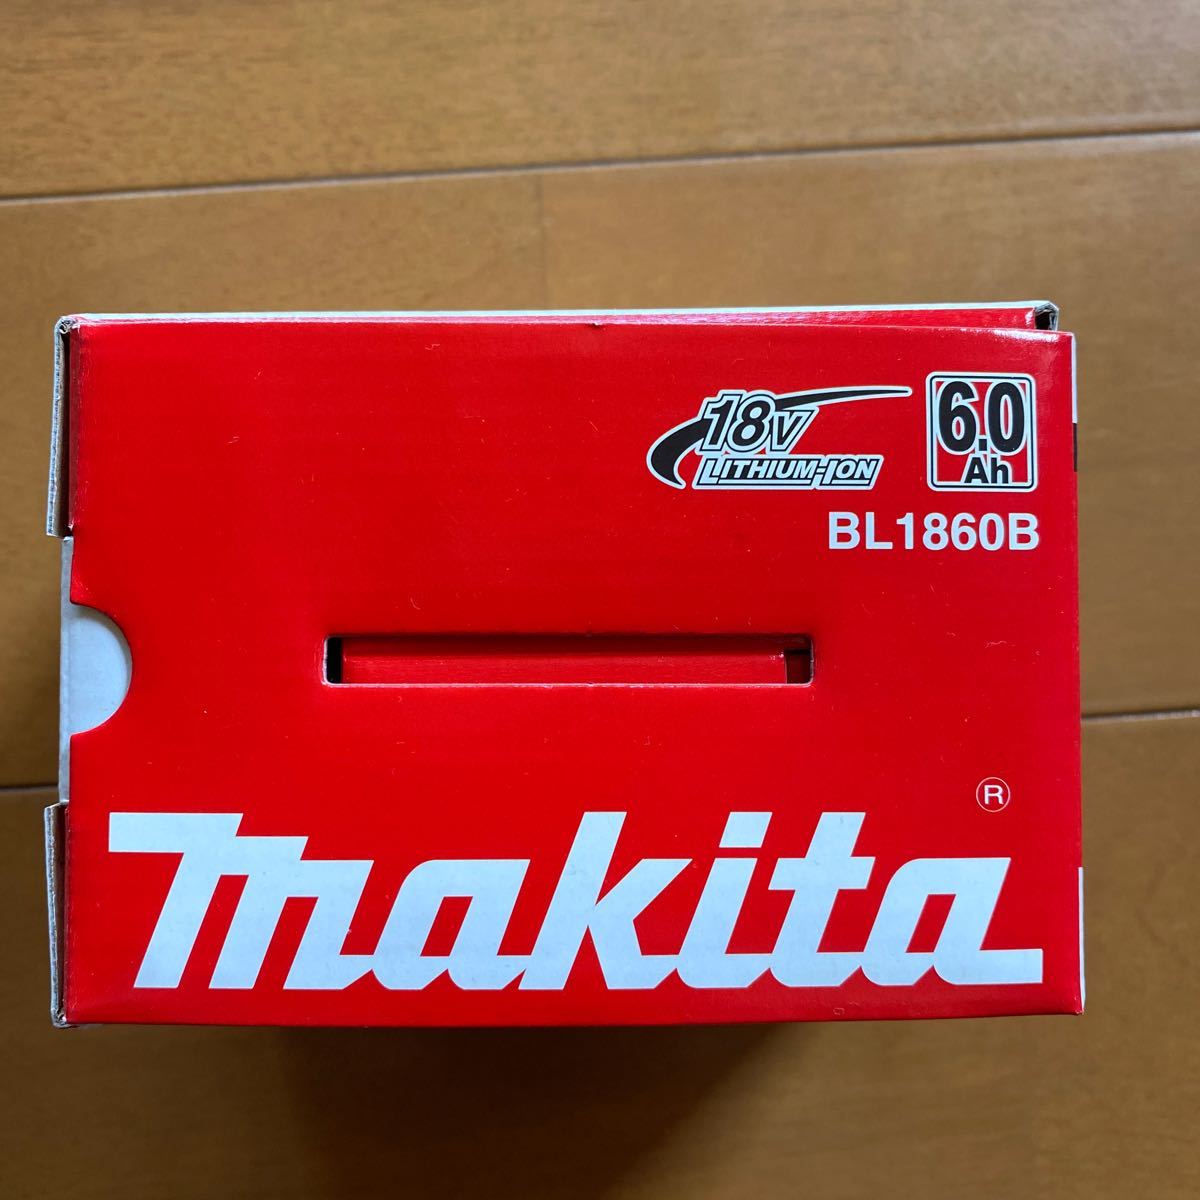 18V
LITHIUM-ION
6.0
Ah
BL1860B
makita®